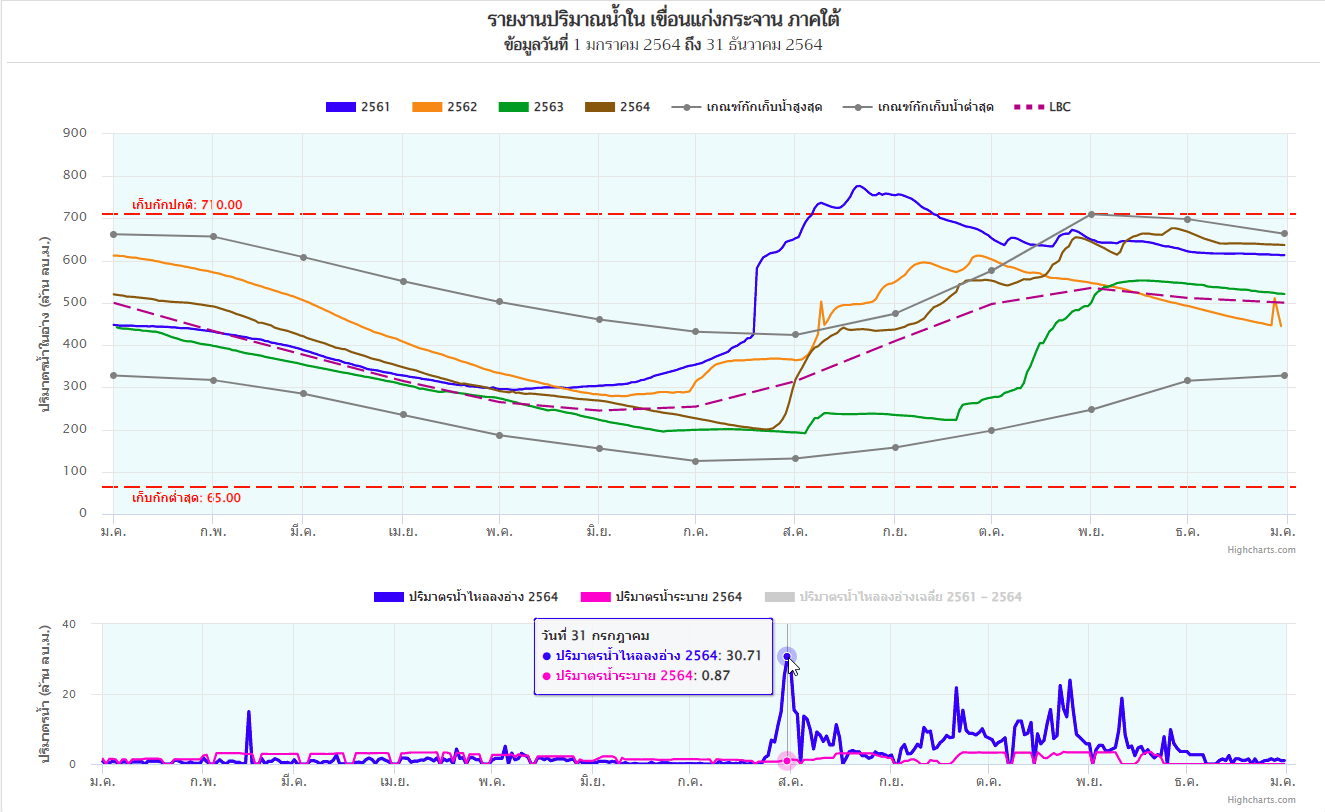 รายงานปริมาณน้ำใน เขื่อนแก่งกระจาน ภาคใต้
ข้อมูลวันที่ 1 มกราคม 2564 ถึง 31 ธันวาคม 2564
2561 2562 2563 2564 เกณฑ์กักเก็บน้ำสูงสุด เกณฑ์กักเก็บน้ำต่ำสุด LBC
ปริมาตรน้ำในอ่าง (ล้าน ลบ.ม.)
900
800
700
600
500
400
300
200
100
0
เก็บกักปกติ: 710.00
เก็บกักต่ำสุด: 65.00
ม.ค. ก.พ. มี.ค. เม.ย. พ.ค. มิ.ย. ก.ค. ส.ค. ก.ย. ต.ค. พ.ย. ธ.ค. ม.ค.
Highcharts.com
ปริมาตรน้ำไหลลงอ่าง 2564 ปริมาตรน้ำระบาย 2564 ปริมาตรน้ำไหลลงอ่างเฉลี่ย 2561 - 2564
ปริมาตรน้ำ (ล้าน ลบ.ม.)
40
20
0
วันที่ 31 กรกฎาคม
ปริมาตรน้ำไหลลงอ่าง 2564: 30.71
ปริมาตรน้ำระบาย 2564: 0.87
ม.ค. ก.พ. มี.ค. เม.ย. พ.ค. มิ.ย. ก.ค. ส.ค. ก.ย. ต.ค. พ.ย. ธ.ค. ม.ค.
Highcharts.com